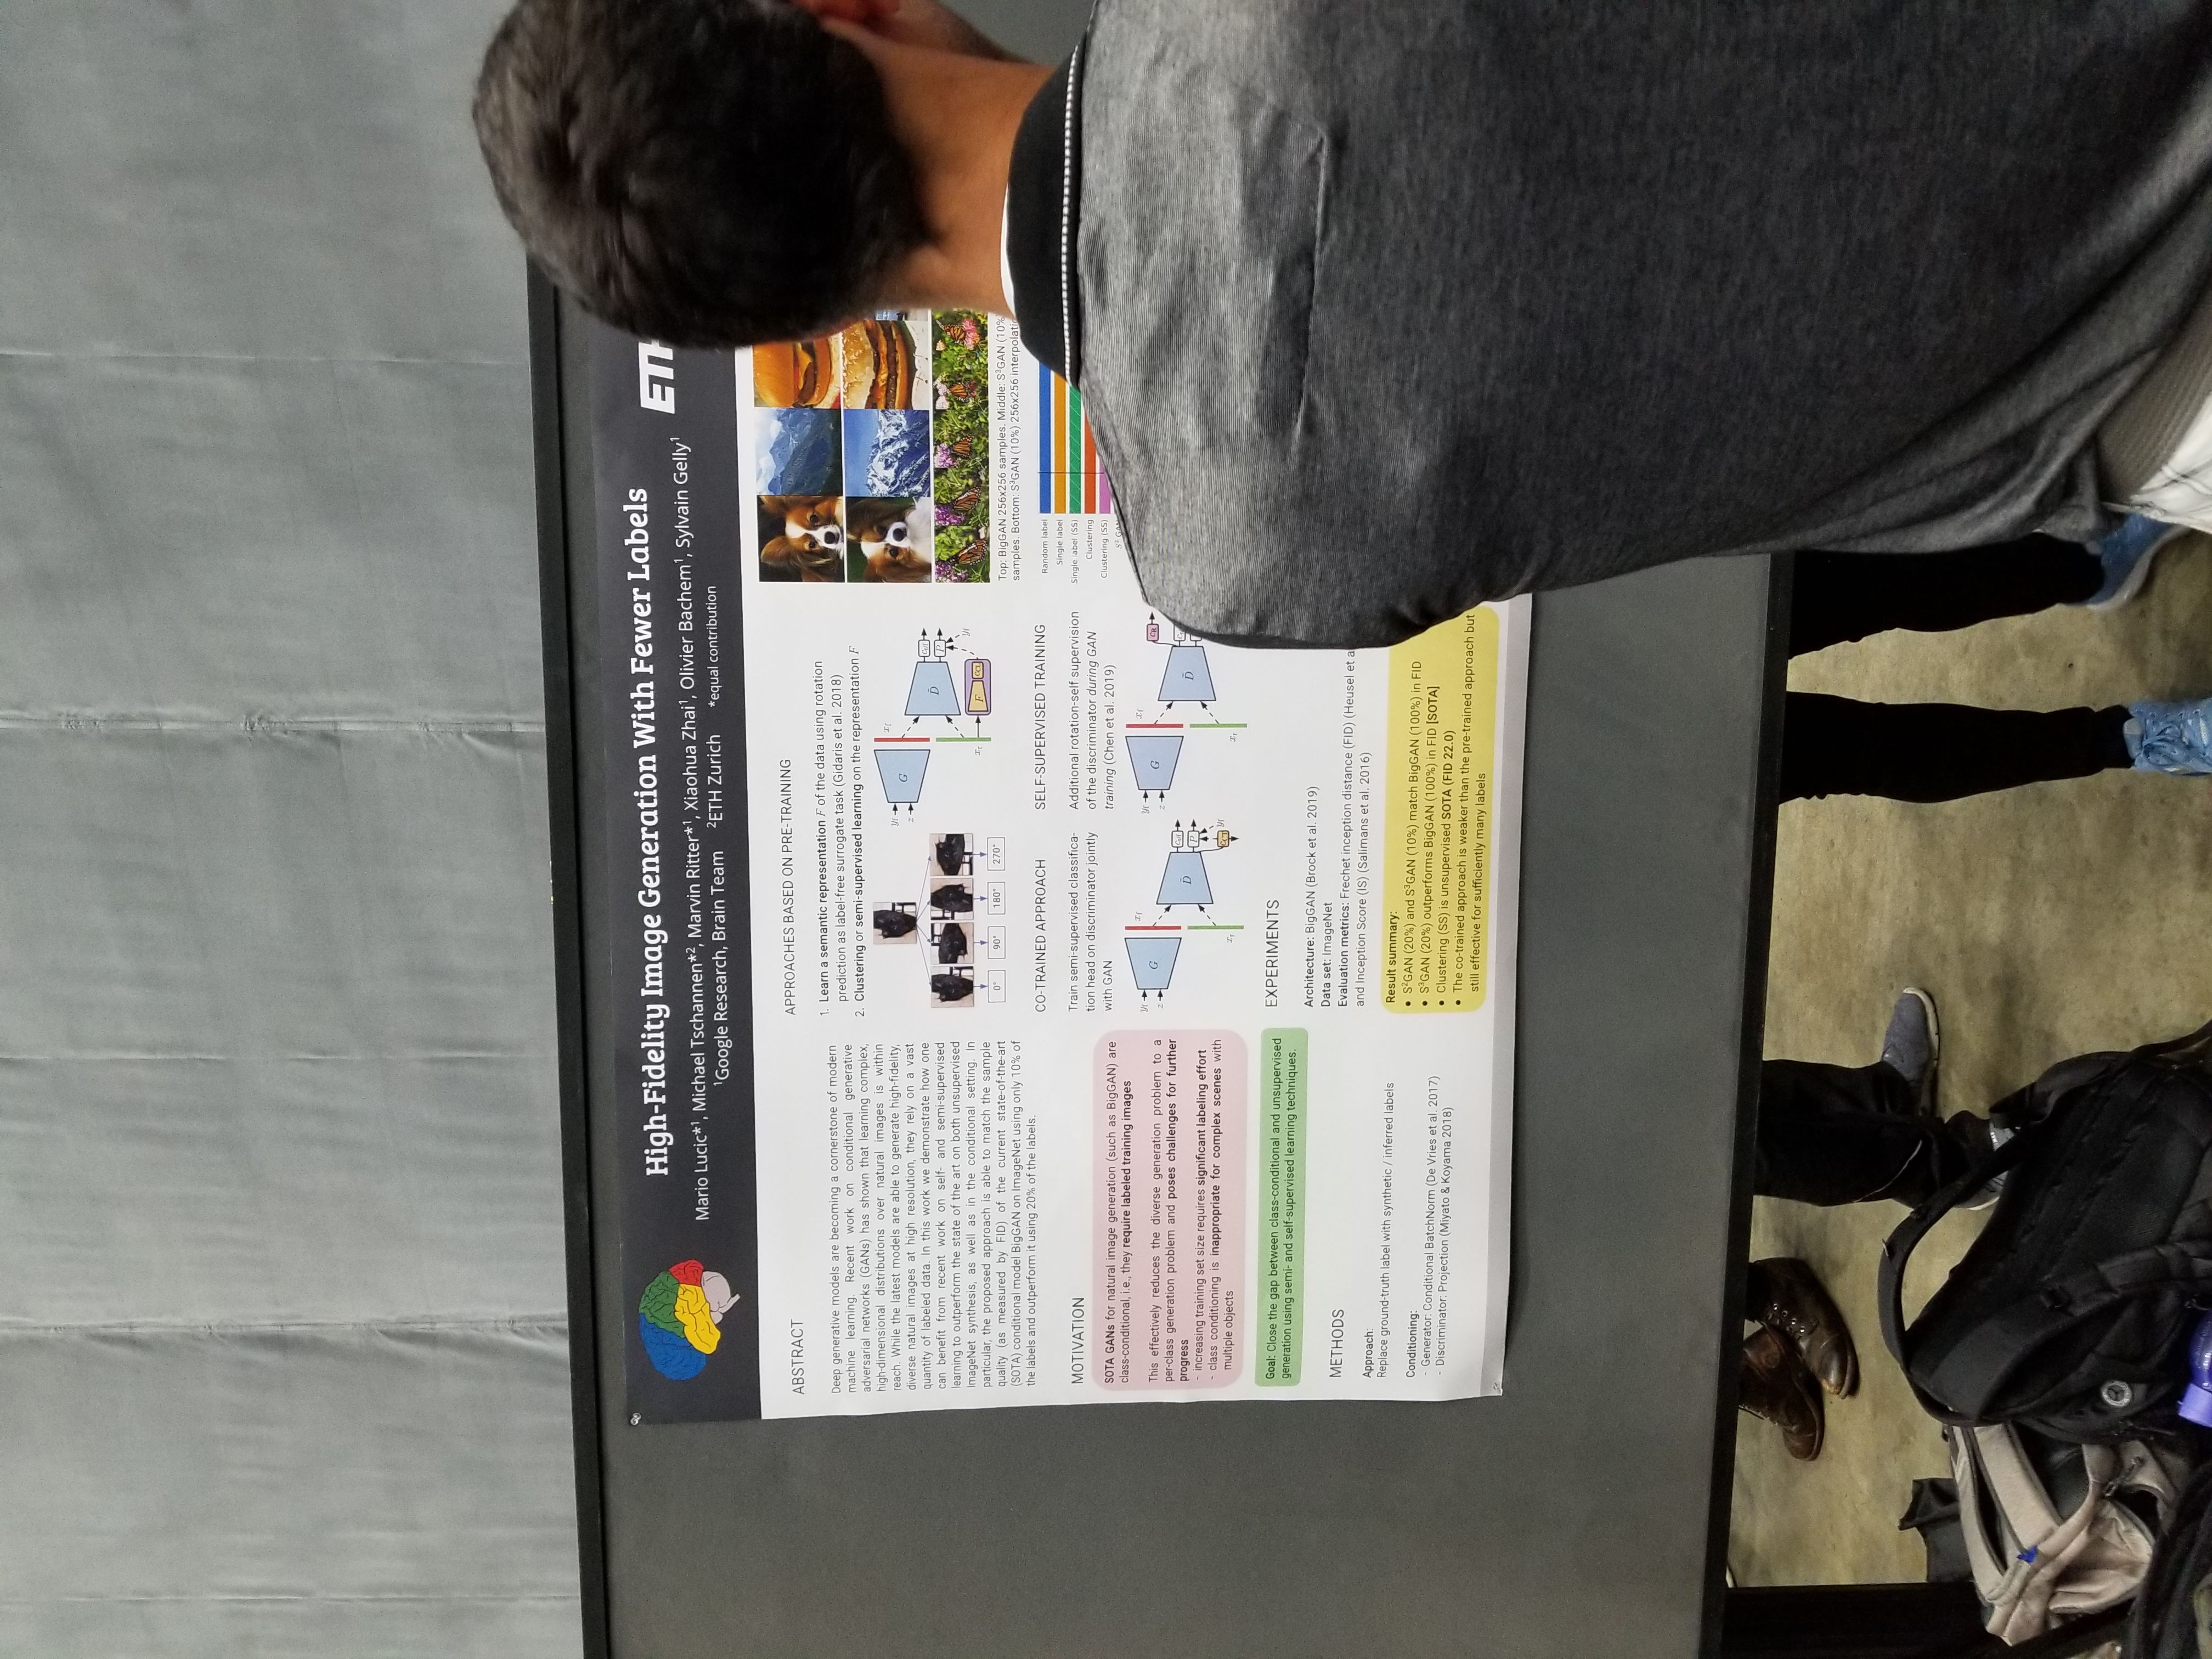 High-Fidelity Image Generation With Fewer Labels
Mario Lucic*¹, Michael Tschannen*², Marvin Ritter*¹, Xiaohua Zhai¹, Olivier Bachem¹, Sylvain Gelly¹
¹Google Research, Brain Team ²ETH Zurich *equal contribution
ETH
ABSTRACT
Deep generative models are becoming a cornerstone of modern
machine learning. Recent work on conditional generative
adversarial networks (GANs) has shown that learning complex,
high-dimensional distributions over natural images is within
reach. While the latest models are able to generate high-fidelity,
diverse natural images at high resolution, they rely on a vast
quantity of labeled data. In this work we demonstrate how one
can benefit from recent work on self- and semi-supervised
learning to outperform the state of the art on both unsupervised
ImageNet synthesis, as well as in the conditional setting. In
particular, the proposed approach is able to match the sample
quality (as measured by FID) of the current state-of-the-art
(SOTA) conditional model BigGAN on ImageNet using only 10% of
the labels and outperform it using 20% of the labels.
MOTIVATION
SOTA GANs for natural image generation (such as BigGAN) are
class-conditional, i.e., they require labeled training images
This effectively reduces the diverse generation problem to a
per-class generation problem and poses challenges for further
progress
- increasing training set size requires significant labeling effort
- class conditioning is inappropriate for complex scenes with
multiple objects
Goal: Close the gap between class-conditional and unsupervised
generation using semi- and self-supervised learning techniques.
METHODS
Approach:
Replace ground-truth label with synthetic / inferred labels
Conditioning:
- Generator: Conditional BatchNorm (De Vries et al. 2017)
- Discriminator: Projection (Miyato & Koyama 2018)
APPROACHES BASED ON PRE-TRAINING
1. Learn a semantic representation F of the data using rotation
prediction as label-free surrogate task (Gidaris et al. 2018)
2. Clustering or semi-supervised learning on the representation F
0° 90° 180° 270°
y_f z G x_f x_r D̃ c_r/f P y_f F c_CL
CO-TRAINED APPROACH
Train semi-supervised classifica-
tion head on discriminator jointly
with GAN
y_f z G x_f x_r D̃ c_r/f P c_CT y_f
SELF-SUPERVISED TRAINING
Additional rotation-self supervision
of the discriminator during GAN
training (Chen et al. 2019)
y_f z G x_f x_r D̃ c_R
EXPERIMENTS
Architecture: BigGAN (Brock et al. 2019)
Data set: ImageNet
Evaluation metrics: Frechet inception distance (FID) (Heusel et
and Inception Score (IS) (Salimans et al. 2016)
Result summary:
• S²GAN (20%) and S³GAN (10%) match BigGAN (100%) in FID
• S³GAN (20%) outperforms BigGAN (100%) in FID [SOTA]
• Clustering (SS) is unsupervised SOTA (FID 22.0)
• The co-trained approach is weaker than the pre-trained approach but
still effective for sufficiently many labels
Top: BigGAN 256x256 samples. Middle: S³GAN (10%
samples. Bottom: S³GAN (10%) 256x256
Random label
Single label
Single label (SS)
Clustering
Clustering (SS)